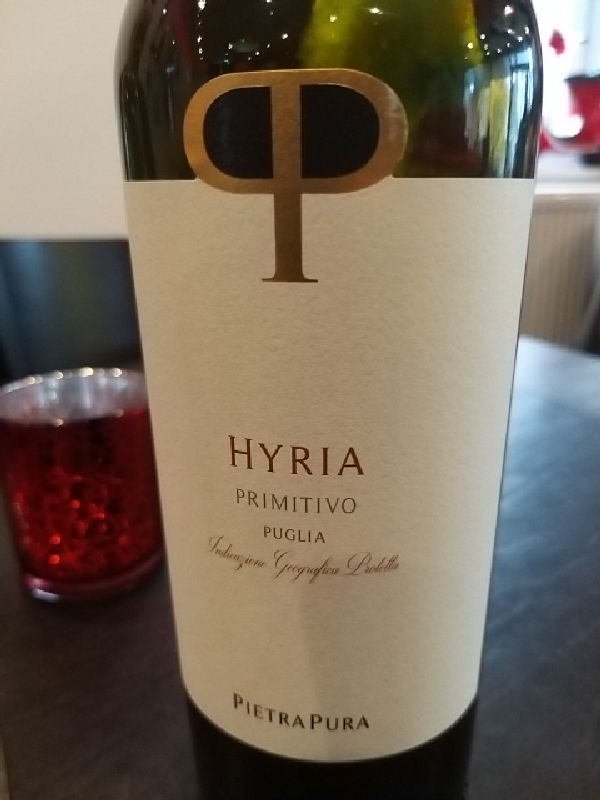 HYRIA
PRIMITIVO
PUGLIA
Indicazione Geografica Protetta
PIETRAPURA